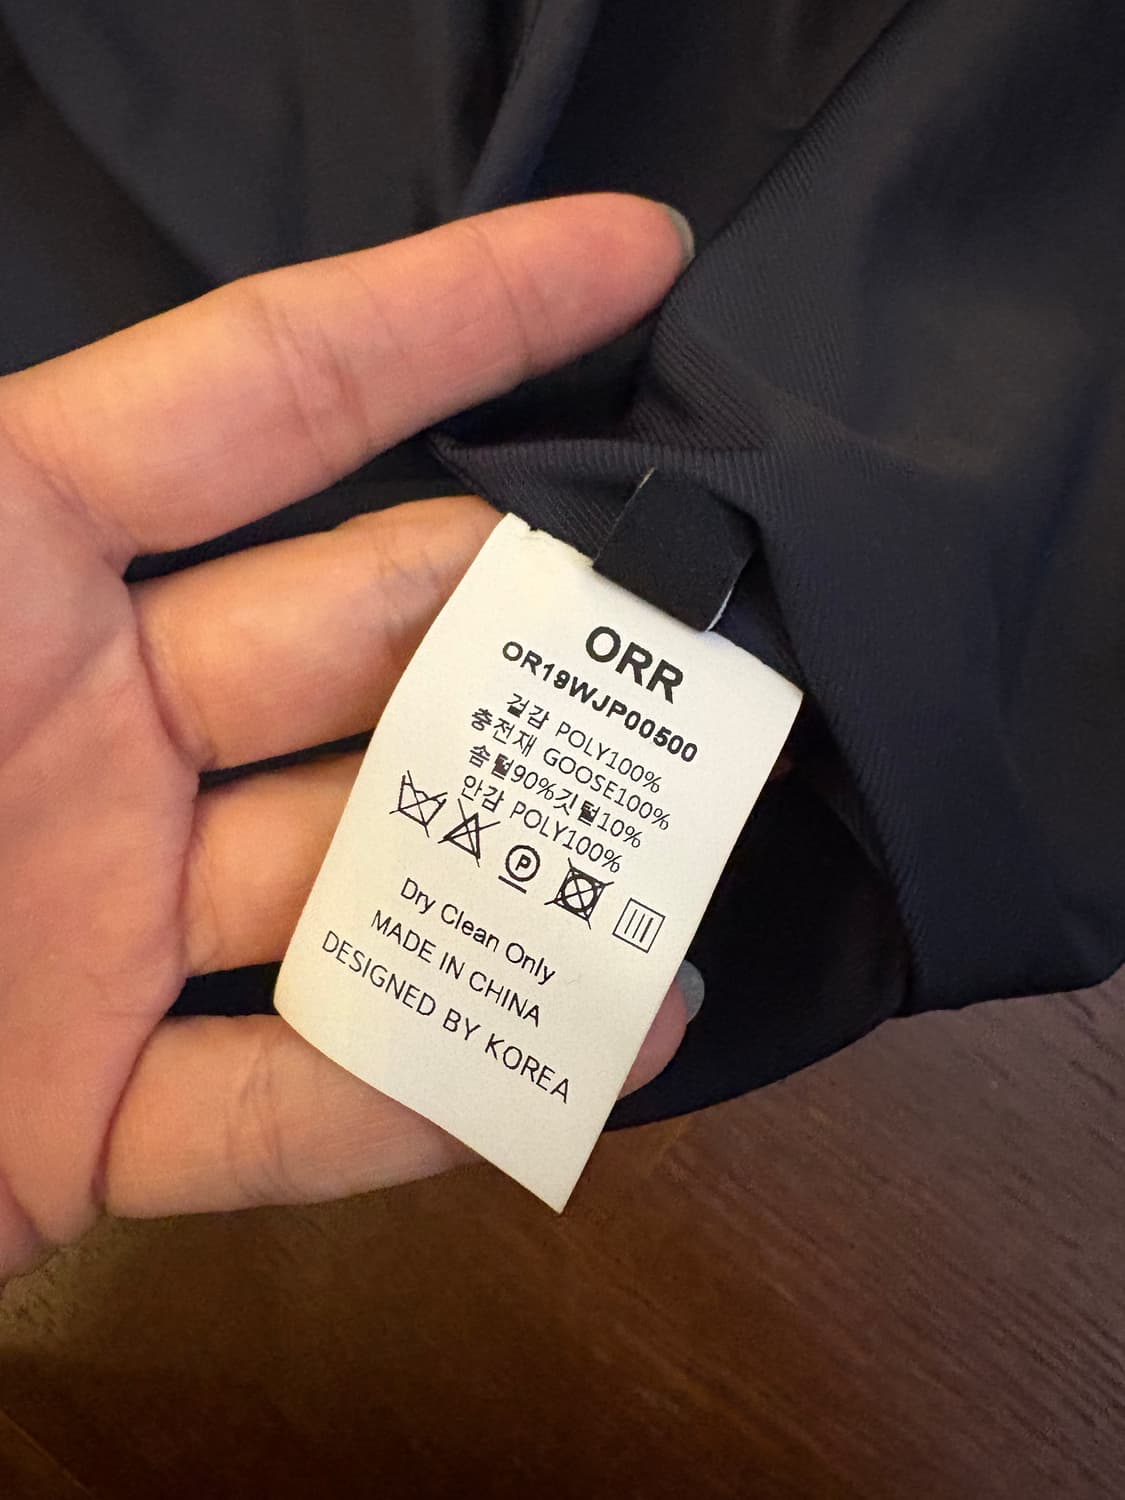 ORR
OR19WJP00500
겉감 POLY100%
충전재 GOOSE100%
솜털90%깃털10%
안감 POLY100%
P
Dry Clean Only
MADE IN CHINA
DESIGNED BY KOREA